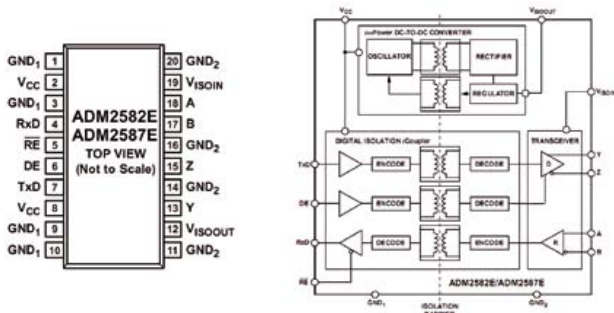 GND1 1
VCC 2
GND1 3
RxD 4
RE 5
DE 6
TxD 7
VCC 8
GND1 9
GND1 10
ADM2582E
ADM2587E
TOP VIEW
(Not to Scale)
20 GND2
19 VISOIN
18 A
17 B
16 GND2
15 Z
14 GND2
13 Y
12 VISOOUT
11 GND2
VCC
VISOOUT
isoPower DC-TO-DC CONVERTER
OSCILLATOR
RECTIFIER
REGULATOR
VISOIN
DIGITAL ISOLATION iCoupler
TRANSCEIVER
TxD
ENCODE
DECODE
D
Y
Z
DE
ENCODE
DECODE
RxD
DECODE
ENCODE
R
A
B
RE
ADM2582E/ADM2587E
GND1
GND2
ISOLATION